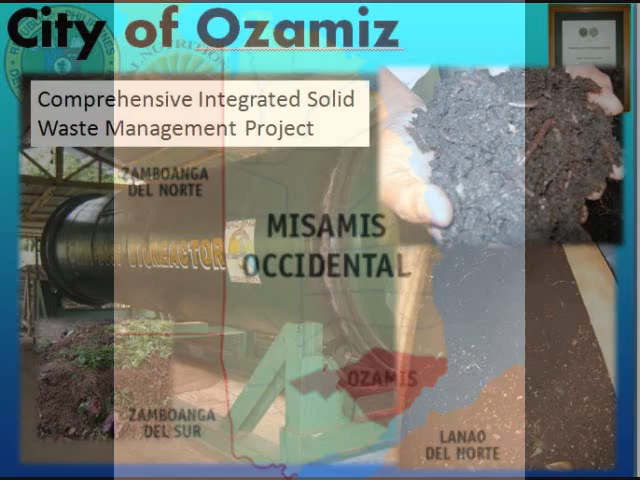 City of Ozamiz
Comprehensive Integrated Solid
Waste Management Project
ZAMBOANGA
DEL NORTE
MISAMIS
OCCIDENTAL
BIOREACTOR
OZAMIS
ZAMBOANGA
DEL SUR
LANAO
DEL NORTE